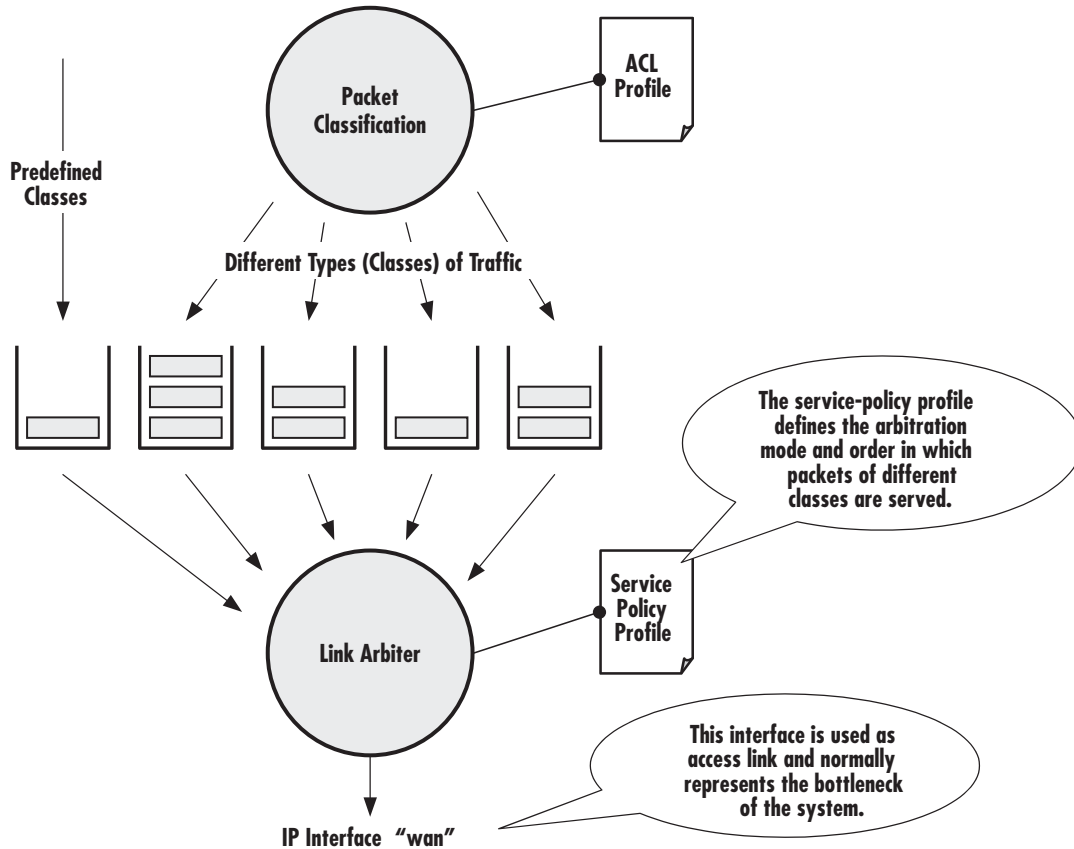 ACL
Profile
Packet
Classification
Predefined
Classes
Different Types (Classes) of Traffic
The service-policy profile
defines the arbitration
mode and order in which
packets of different
classes are served.
Service
Policy
Profile
Link Arbiter
This interface is used as
access link and normally
represents the bottleneck
of the system.
IP Interface “wan”